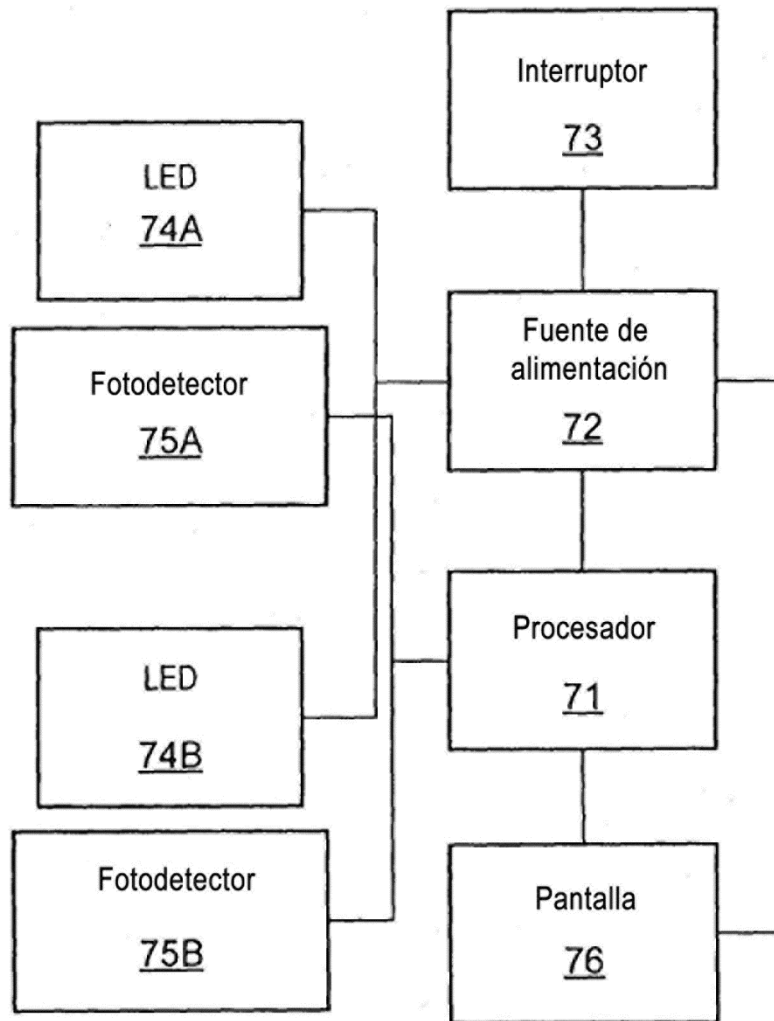 Interruptor
73
LED
74A
Fuente de
alimentación
72
Fotodetector
75A
Procesador
71
LED
74B
Fotodetector
75B
Pantalla
76